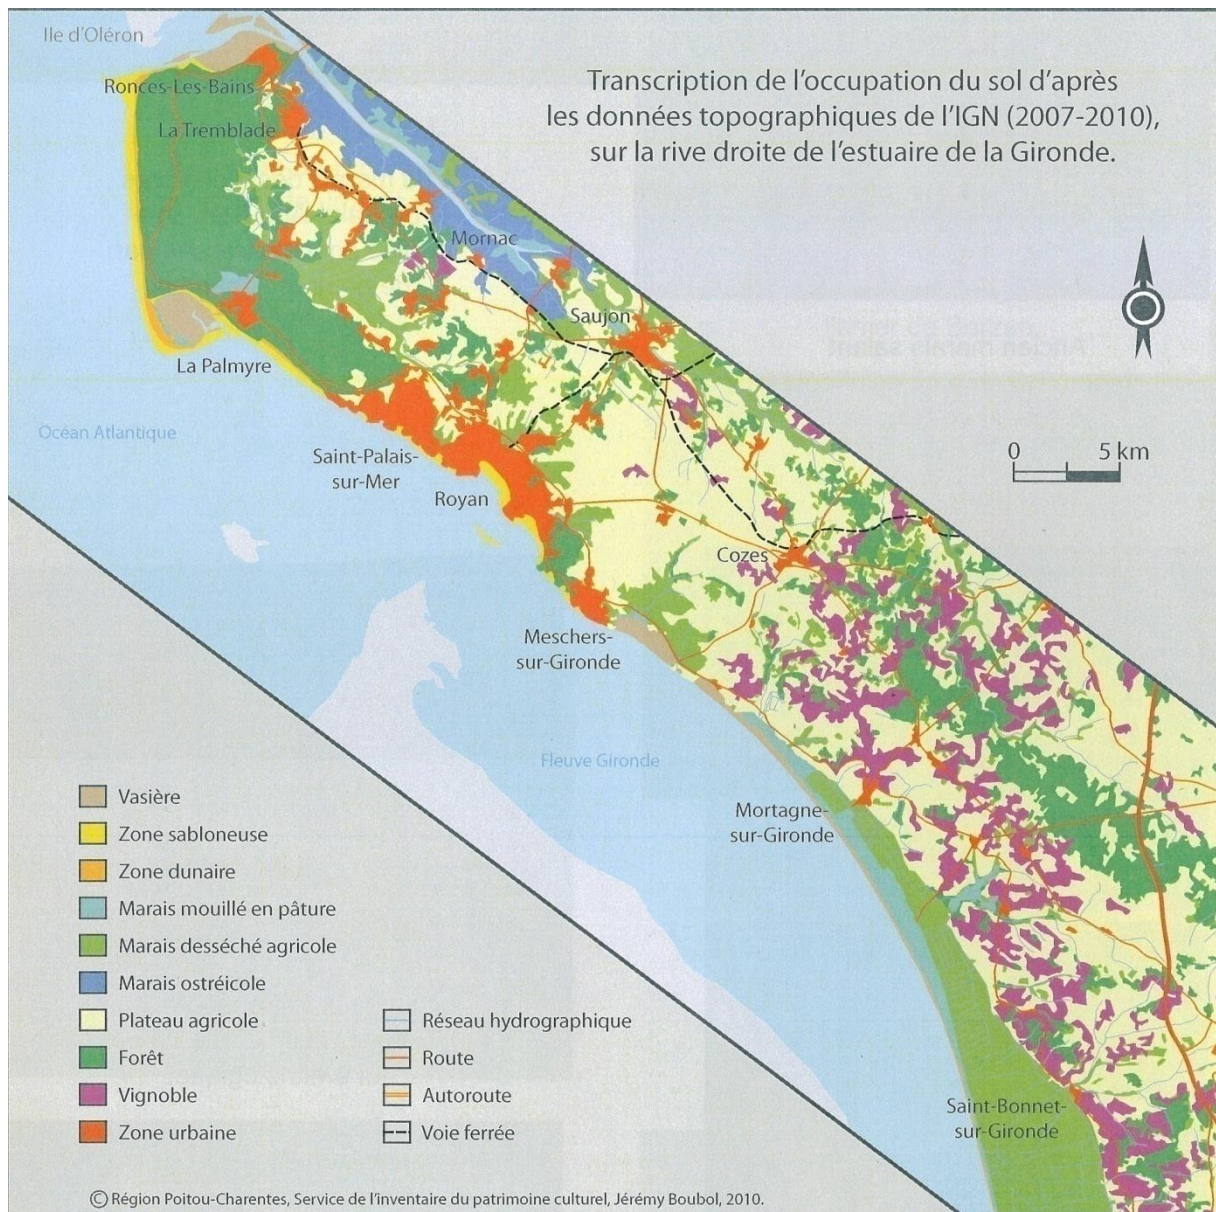 Ile d'Oléron
Transcription de l'occupation du sol d'après
les données topographiques de l'IGN (2007-2010),
sur la rive droite de l'estuaire de la Gironde.
Ronces-Les-Bains
La Tremblade
Mornac
Saujon
La Palmyre
Océan Atlantique
Saint-Palais-
sur-Mer
Royan
0 5 km
Cozes
Meschers-
sur-Gironde
Fleuve Gironde
Mortagne-
sur-Gironde
Saint-Bonnet-
sur-Gironde
Vasière
Zone sabloneuse
Zone dunaire
Marais mouillé en pâture
Marais desséché agricole
Marais ostréicole
Plateau agricole
Forêt
Vignoble
Zone urbaine
Réseau hydrographique
Route
Autoroute
Voie ferrée
© Région Poitou-Charentes, Service de l'inventaire du patrimoine culturel, Jérémy Boubol, 2010.